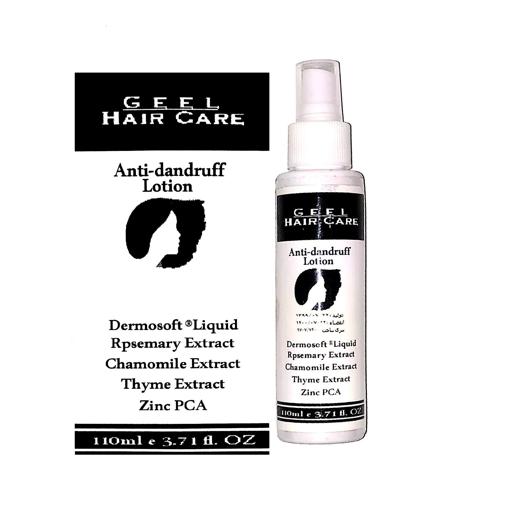 GEEL
HAIR CARE
Anti-dandruff
Lotion
Dermosoft ®Liquid
Rpsemary Extract
Chamomile Extract
Thyme Extract
Zinc PCA
110ml e 3.71 fl. OZ
GEEL
HAIR CARE
Anti-dandruff
Lotion
Dermosoft ®Liquid
Rpsemary Extract
Chamomile Extract
Thyme Extract
Zinc PCA
110ml e 3.71 fl. OZ